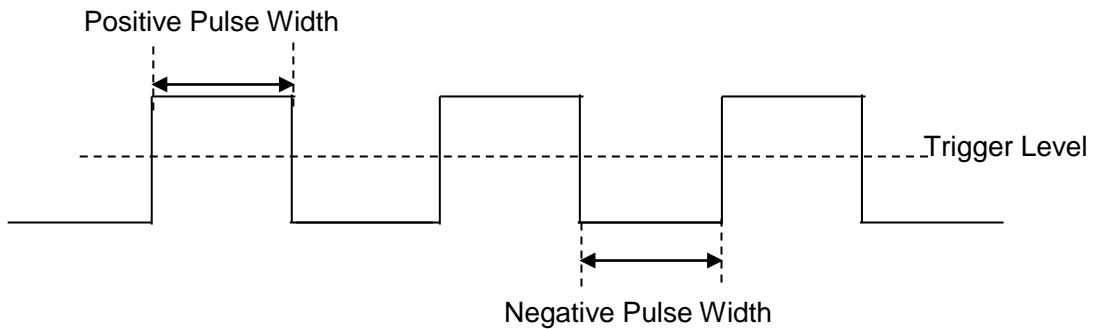 Positive Pulse Width
Trigger Level
Negative Pulse Width